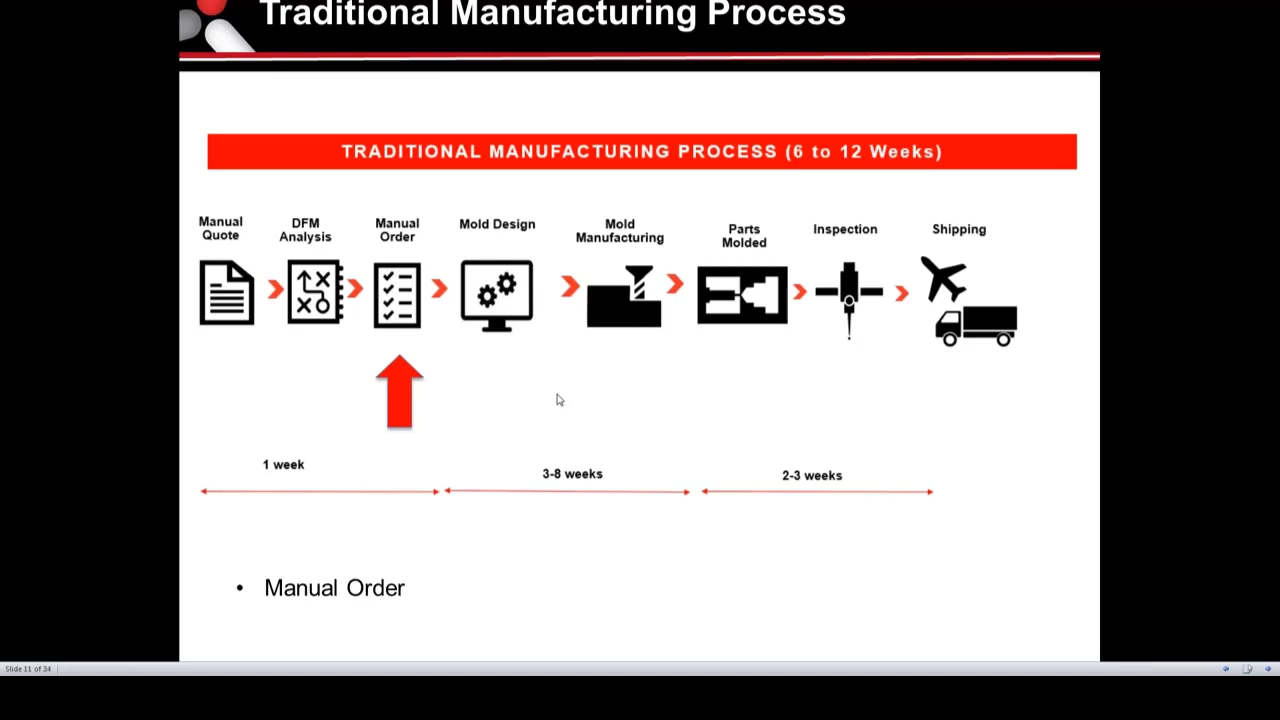 Traditional Manufacturing Process
TRADITIONAL MANUFACTURING PROCESS (6 to 12 Weeks)
Manual
Quote
DFM
Analysis
Manual
Order
Mold Design
Mold
Manufacturing
Parts
Molded
Inspection
Shipping
1 week
3-8 weeks
2-3 weeks
• Manual Order
Slide 11 of 34